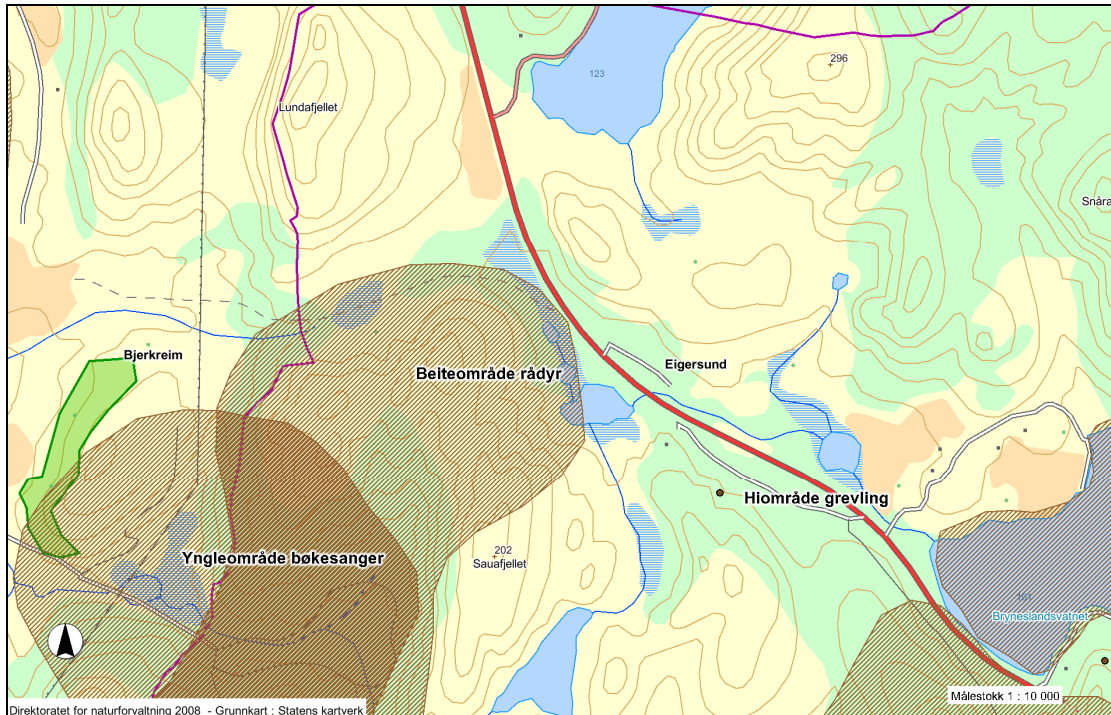 296
123
Lundafjellet
Snåra
Bjerkreim
Eigersund
Beiteområde rådyr
Hiområde grevling
202
Sauafjellet
Yngleområde bøkesanger
101
Bryneslandsvatnet
Målestokk 1 : 10 000
Direktoratet for naturforvaltning 2008 - Grunnkart : Statens kartverk